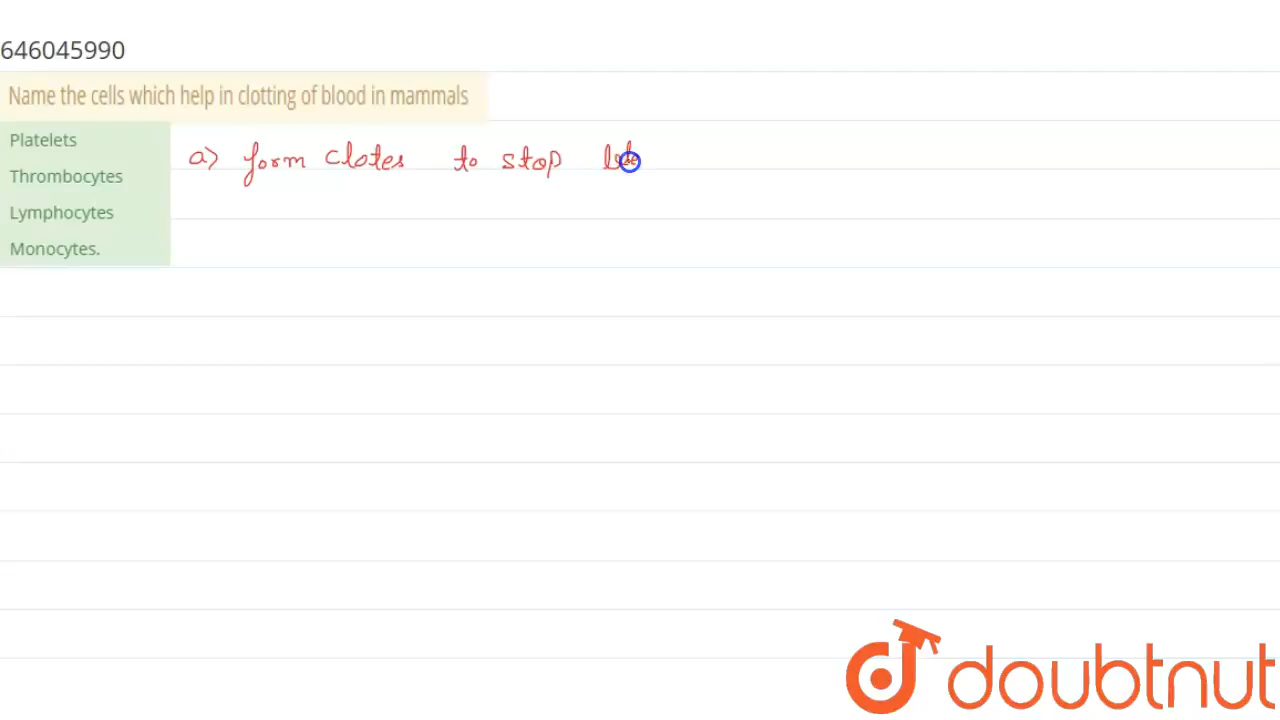 646045990
Name the cells which help in clotting of blood in mammals
Platelets
a) form clotes to stop
Thrombocytes
Lymphocytes
Monocytes.
doubtnut